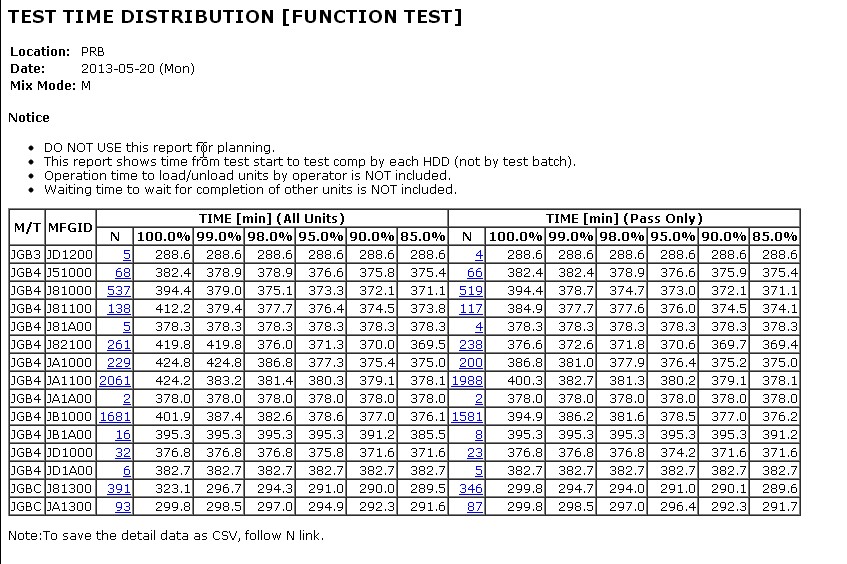 TEST TIME DISTRIBUTION [FUNCTION TEST]
Location: PRB
Date: 2013-05-20 (Mon)
Mix Mode: M
Notice
• DO NOT USE this report for planning.
• This report shows time from test start to test comp by each HDD (not by test batch).
• Operation time to load/unload units by operator is NOT included.
• Waiting time to wait for completion of other units is NOT included.
M/T MFGID TIME [min] (All Units) TIME [min] (Pass Only)
N 100.0% 99.0% 98.0% 95.0% 90.0% 85.0% N 100.0% 99.0% 98.0% 95.0% 90.0% 85.0%
JGB3 JD1200 5 288.6 288.6 288.6 288.6 288.6 288.6 4 288.6 288.6 288.6 288.6 288.6 288.6
JGB4 J51000 68 382.4 378.9 378.9 376.6 375.8 375.4 66 382.4 382.4 378.9 376.6 375.9 375.4
JGB4 J81000 537 394.4 379.0 375.1 373.3 372.1 371.1 519 394.4 378.7 374.7 373.0 372.1 371.1
JGB4 J81100 138 412.2 379.4 377.7 376.4 374.5 373.8 117 384.9 377.7 377.6 376.0 374.5 374.1
JGB4 J81A00 5 378.3 378.3 378.3 378.3 378.3 378.3 4 378.3 378.3 378.3 378.3 378.3 378.3
JGB4 J82100 261 419.8 419.8 376.0 371.3 370.0 369.5 238 376.6 372.6 371.8 370.6 369.7 369.4
JGB4 JA1000 229 424.8 424.8 386.8 377.3 375.4 375.0 200 386.8 381.0 377.9 376.4 375.2 375.0
JGB4 JA1100 2061 424.2 383.2 381.4 380.3 379.1 378.1 1988 400.3 382.7 381.3 380.2 379.1 378.1
JGB4 JA1A00 2 378.0 378.0 378.0 378.0 378.0 378.0 2 378.0 378.0 378.0 378.0 378.0 378.0
JGB4 JB1000 1681 401.9 387.4 382.6 378.6 377.0 376.1 1581 394.9 386.2 381.6 378.5 377.0 376.2
JGB4 JB1A00 16 395.3 395.3 395.3 395.3 391.2 385.5 8 395.3 395.3 395.3 395.3 395.3 391.2
JGB4 JD1000 32 376.8 376.8 376.8 375.8 371.6 371.6 23 376.8 376.8 376.8 374.2 371.6 371.6
JGB4 JD1A00 6 382.7 382.7 382.7 382.7 382.7 382.7 5 382.7 382.7 382.7 382.7 382.7 382.7
JGBC J81300 391 323.1 296.7 294.3 291.0 290.0 289.5 346 299.8 294.7 294.0 291.0 290.1 289.6
JGBC JA1300 93 299.8 298.5 297.0 294.9 292.3 291.6 87 299.8 298.5 297.0 296.4 292.3 291.7
Note:To save the detail data as CSV, follow N link.